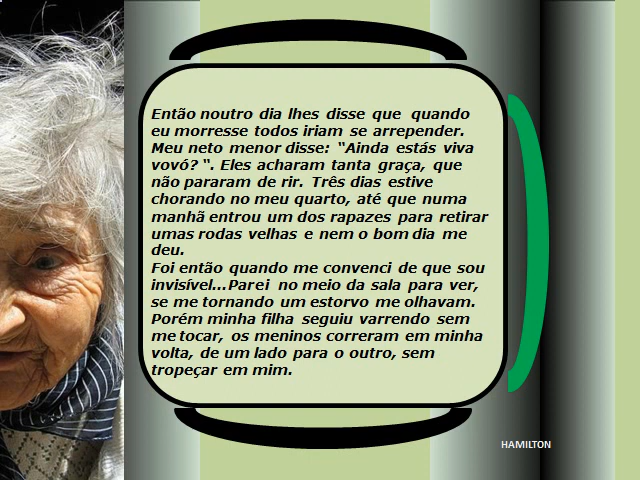 Então noutro dia lhes disse que quando
eu morresse todos iriam se arrepender.
Meu neto menor disse: "Ainda estás viva
vovó? ". Eles acharam tanta graça, que
não pararam de rir. Três dias estive
chorando no meu quarto, até que numa
manhã entrou um dos rapazes para retirar
umas rodas velhas e nem o bom dia me
deu.
Foi então quando me convenci de que sou
invisível...Parei no meio da sala para ver,
se me tornando um estorvo me olhavam.
Porém minha filha seguiu varrendo sem
me tocar, os meninos correram em minha
volta, de um lado para o outro, sem
tropeçar em mim.
HAMILTON